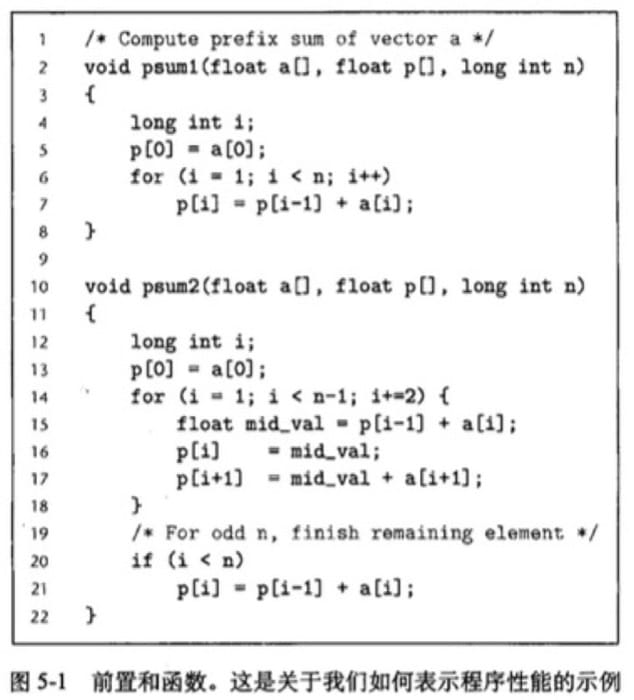 1 /* Compute prefix sum of vector a */
2 void psum1(float a[], float p[], long int n)
3 {
4     long int i;
5     p[0] = a[0];
6     for (i = 1; i < n; i++)
7         p[i] = p[i-1] + a[i];
8 }
9
10 void psum2(float a[], float p[], long int n)
11 {
12     long int i;
13     p[0] = a[0];
14     for (i = 1; i < n-1; i+=2) {
15         float mid_val = p[i-1] + a[i];
16         p[i]    = mid_val;
17         p[i+1]  = mid_val + a[i+1];
18     }
19     /* For odd n, finish remaining element */
20     if (i < n)
21         p[i] = p[i-1] + a[i];
22 }
图 5-1 前置和函数。这是关于我们如何表示程序性能的示例